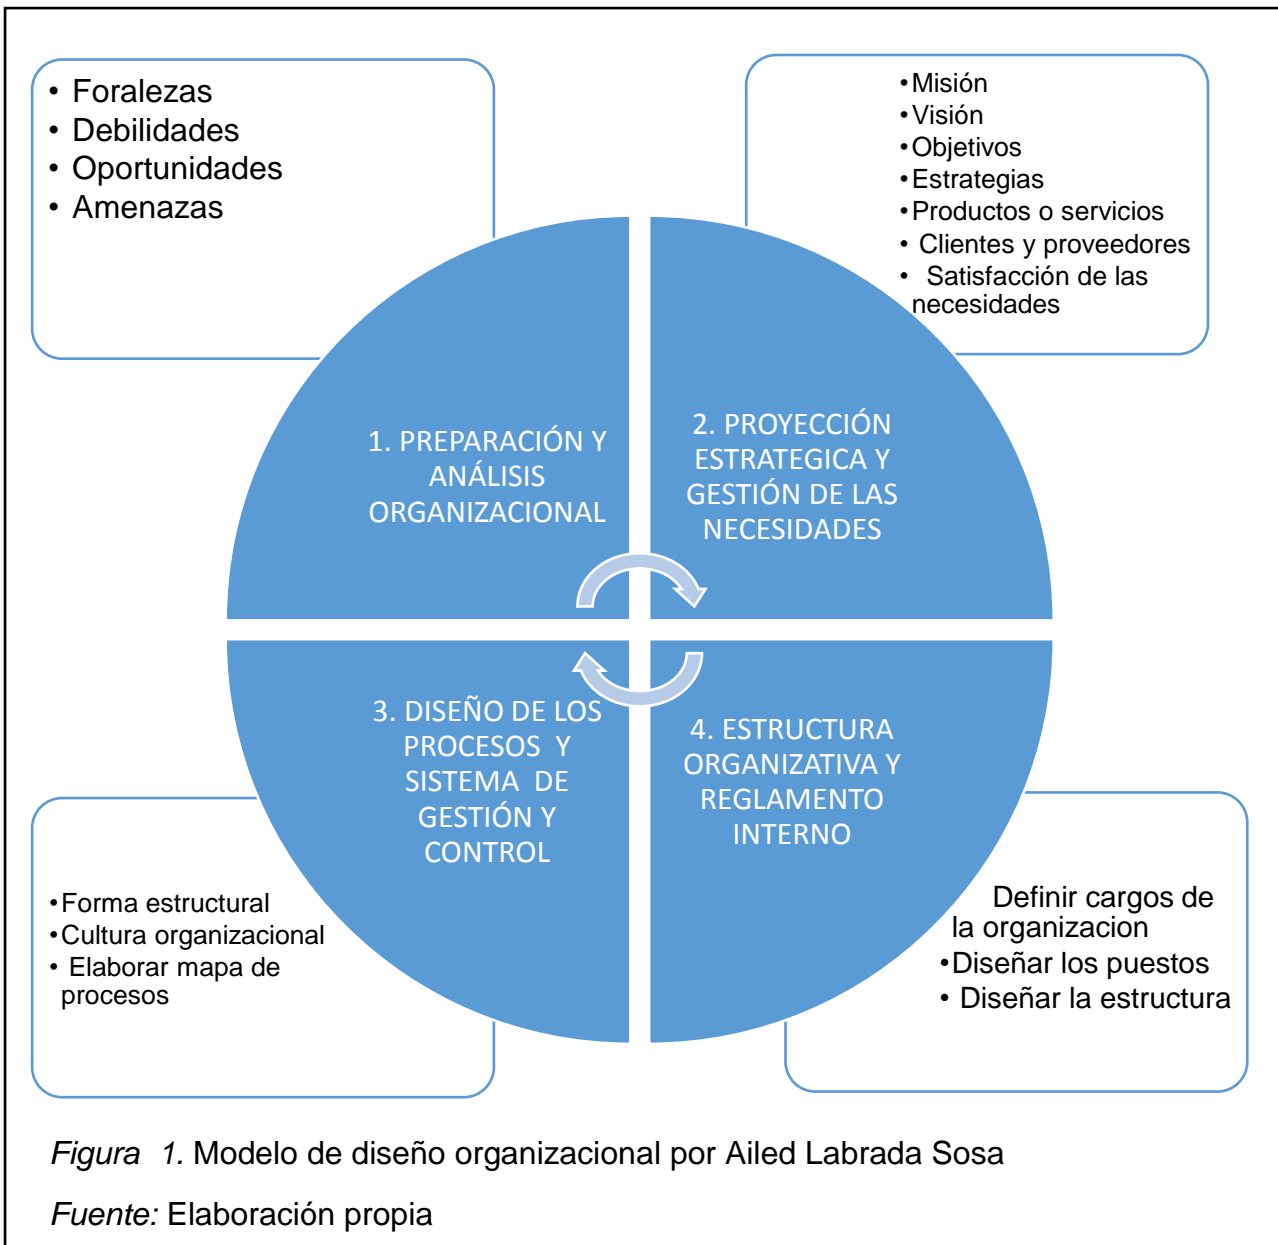 • Foralezas
• Debilidades
• Oportunidades
• Amenazas
• Misión
• Visión
• Objetivos
• Estrategias
• Productos o servicios
• Clientes y proveedores
• Satisfacción de las
necesidades
1. PREPARACIÓN Y
ANÁLISIS
ORGANIZACIONAL
2. PROYECCIÓN
ESTRATEGICA Y
GESTIÓN DE LAS
NECESIDADES
3. DISEÑO DE LOS
PROCESOS Y
SISTEMA DE
GESTIÓN Y
CONTROL
4. ESTRUCTURA
ORGANIZATIVA Y
REGLAMENTO
INTERNO
• Forma estructural
• Cultura organizacional
• Elaborar mapa de
procesos
Definir cargos de
la organizacion
• Diseñar los puestos
• Diseñar la estructura
Figura 1. Modelo de diseño organizacional por Ailed Labrada Sosa
Fuente: Elaboración propia